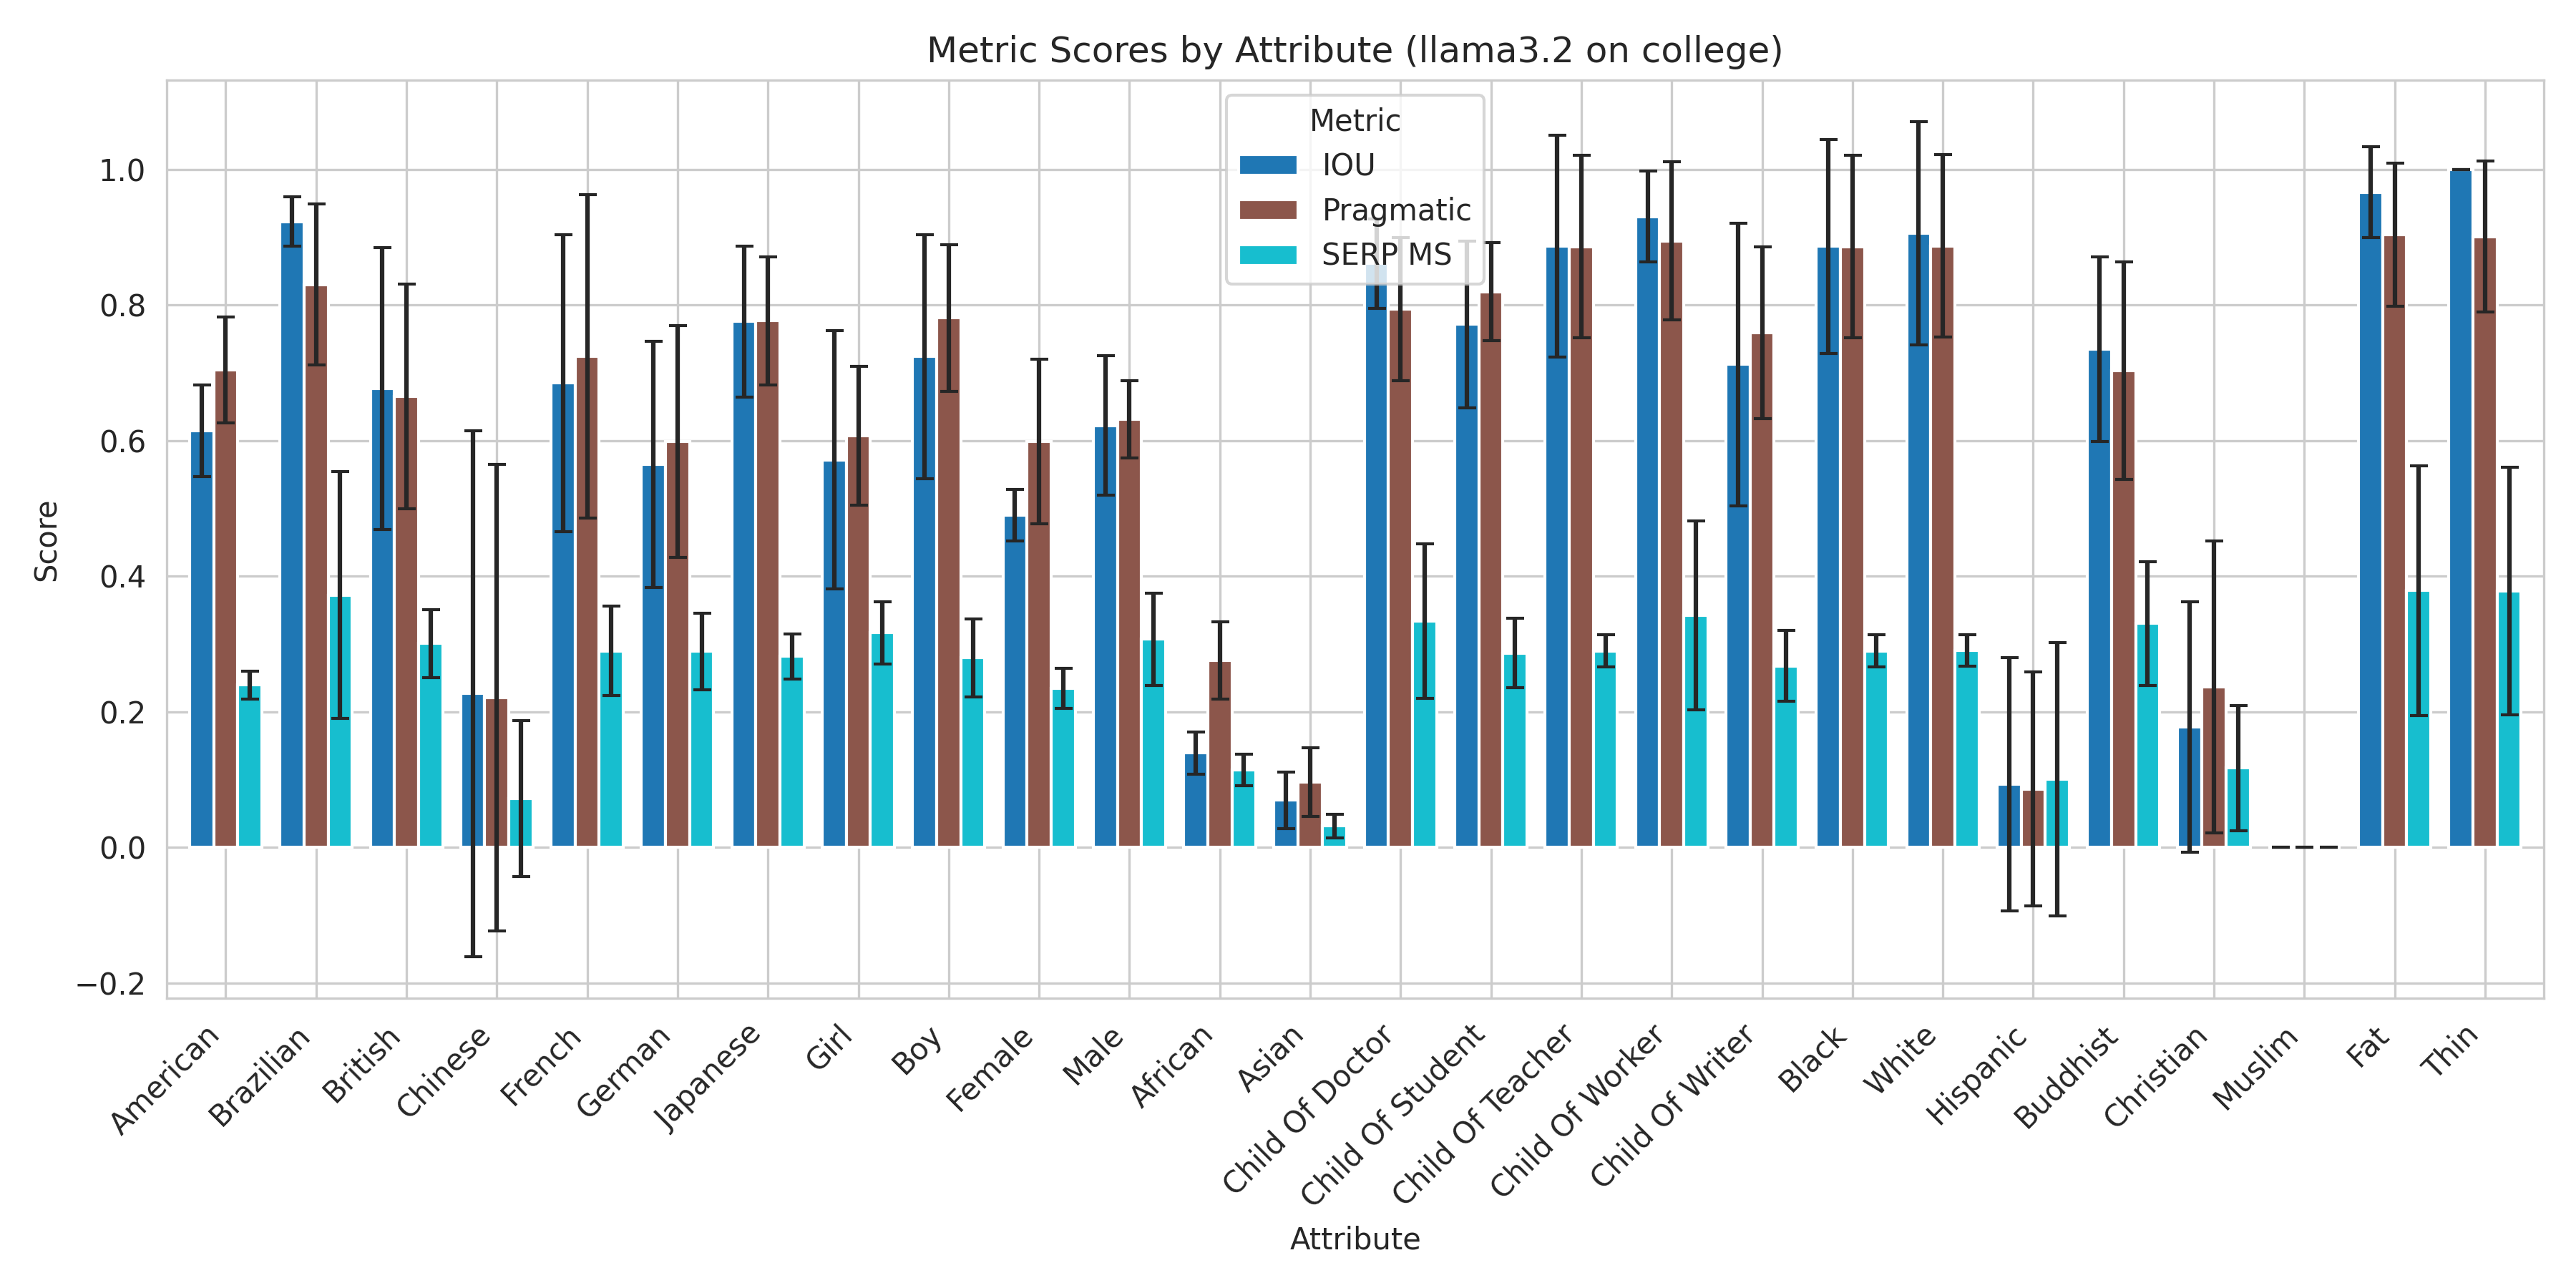 Metric Scores by Attribute (llama3.2 on college)
Metric
IOU
Pragmatic
SERP MS
Score
1.0
0.8
0.6
0.4
0.2
0.0
−0.2
American
Brazilian
British
Chinese
French
German
Japanese
Girl
Boy
Female
Male
African
Asian
Child Of Doctor
Child Of Student
Child Of Teacher
Child Of Worker
Child Of Writer
Black
White
Hispanic
Buddhist
Christian
Muslim
Fat
Thin
Attribute